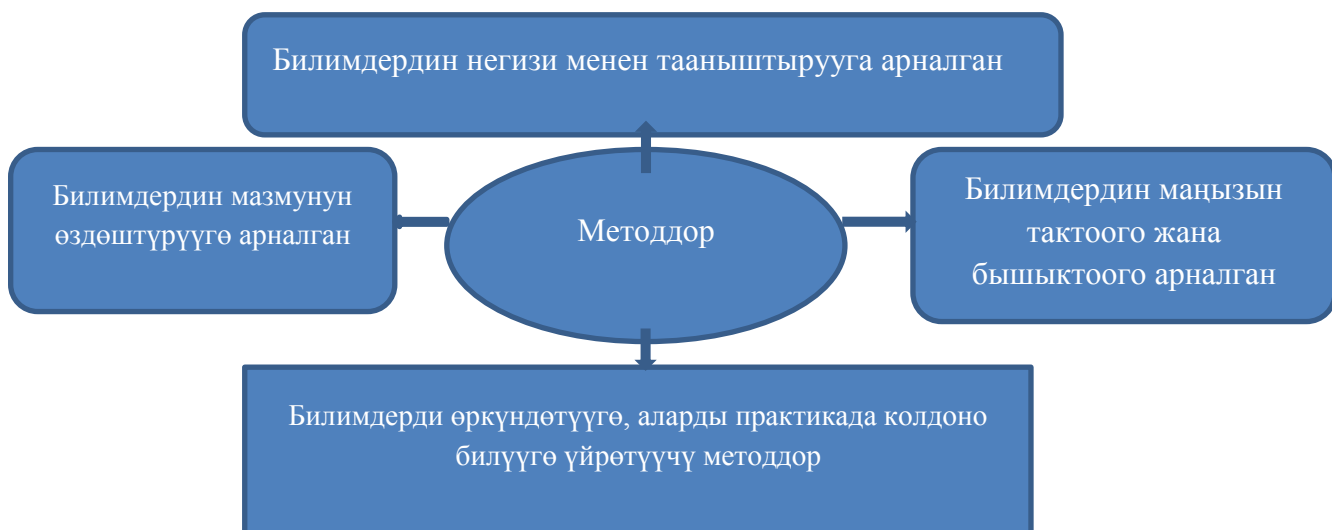 Билимдердин негизи менен тааныштырууга арналган
Билимдердин мазмунун
өздөштүрүүгө арналган
Методдор
Билимдердин маңызын
тактоого жана
бышыктоого арналган
Билимдерди өркүндөтүүгө, аларды практикада колдоно
билүүгө үйрөтүүчү методдор